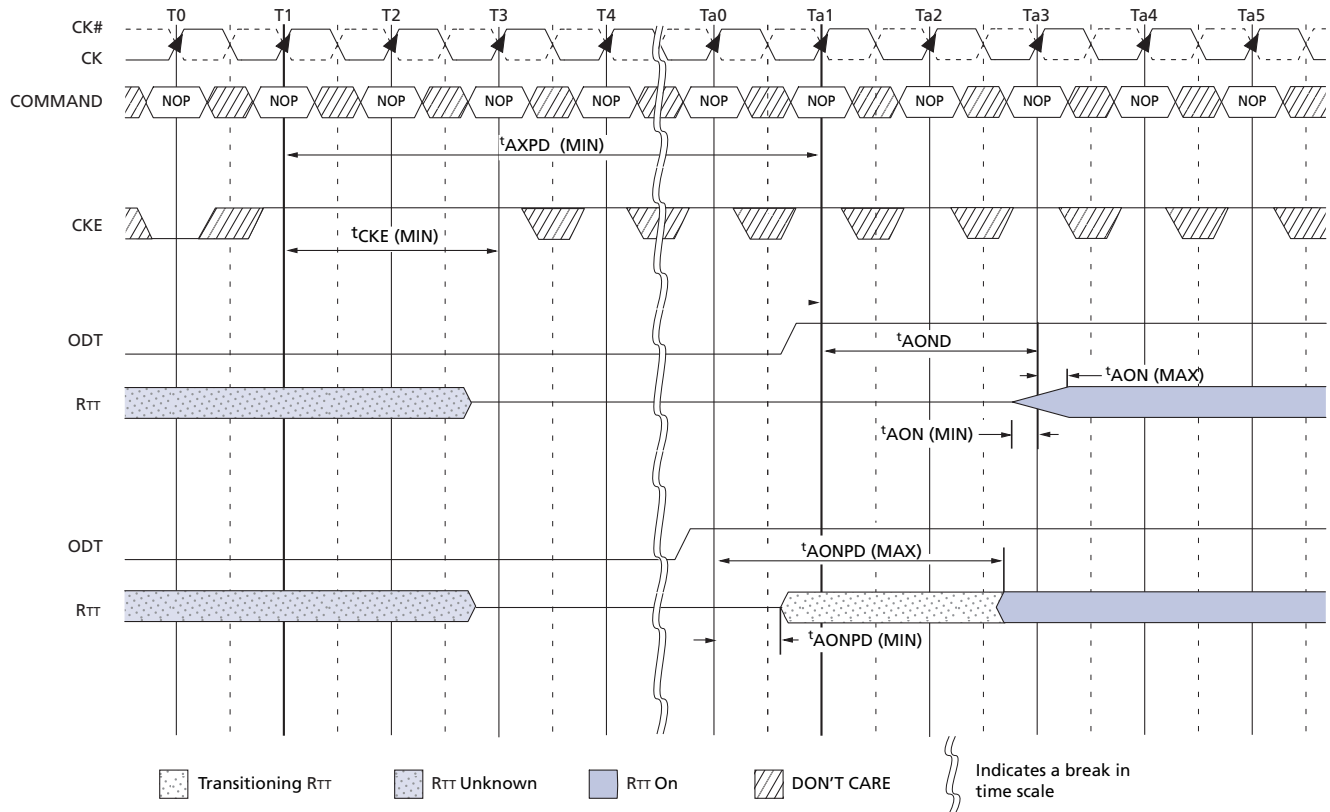 T0 T1 T2 T3 T4 Ta0 Ta1 Ta2 Ta3 Ta4 Ta5
CK#
CK
COMMAND NOP NOP NOP NOP NOP NOP NOP NOP NOP NOP NOP
tAXPD (MIN)
CKE
tCKE (MIN)
ODT
tAOND
tAON (MAX)
RTT
tAON (MIN)
ODT
tAONPD (MAX)
RTT
tAONPD (MIN)
Transitioning RTT RTT Unknown RTT On DON'T CARE Indicates a break in
time scale